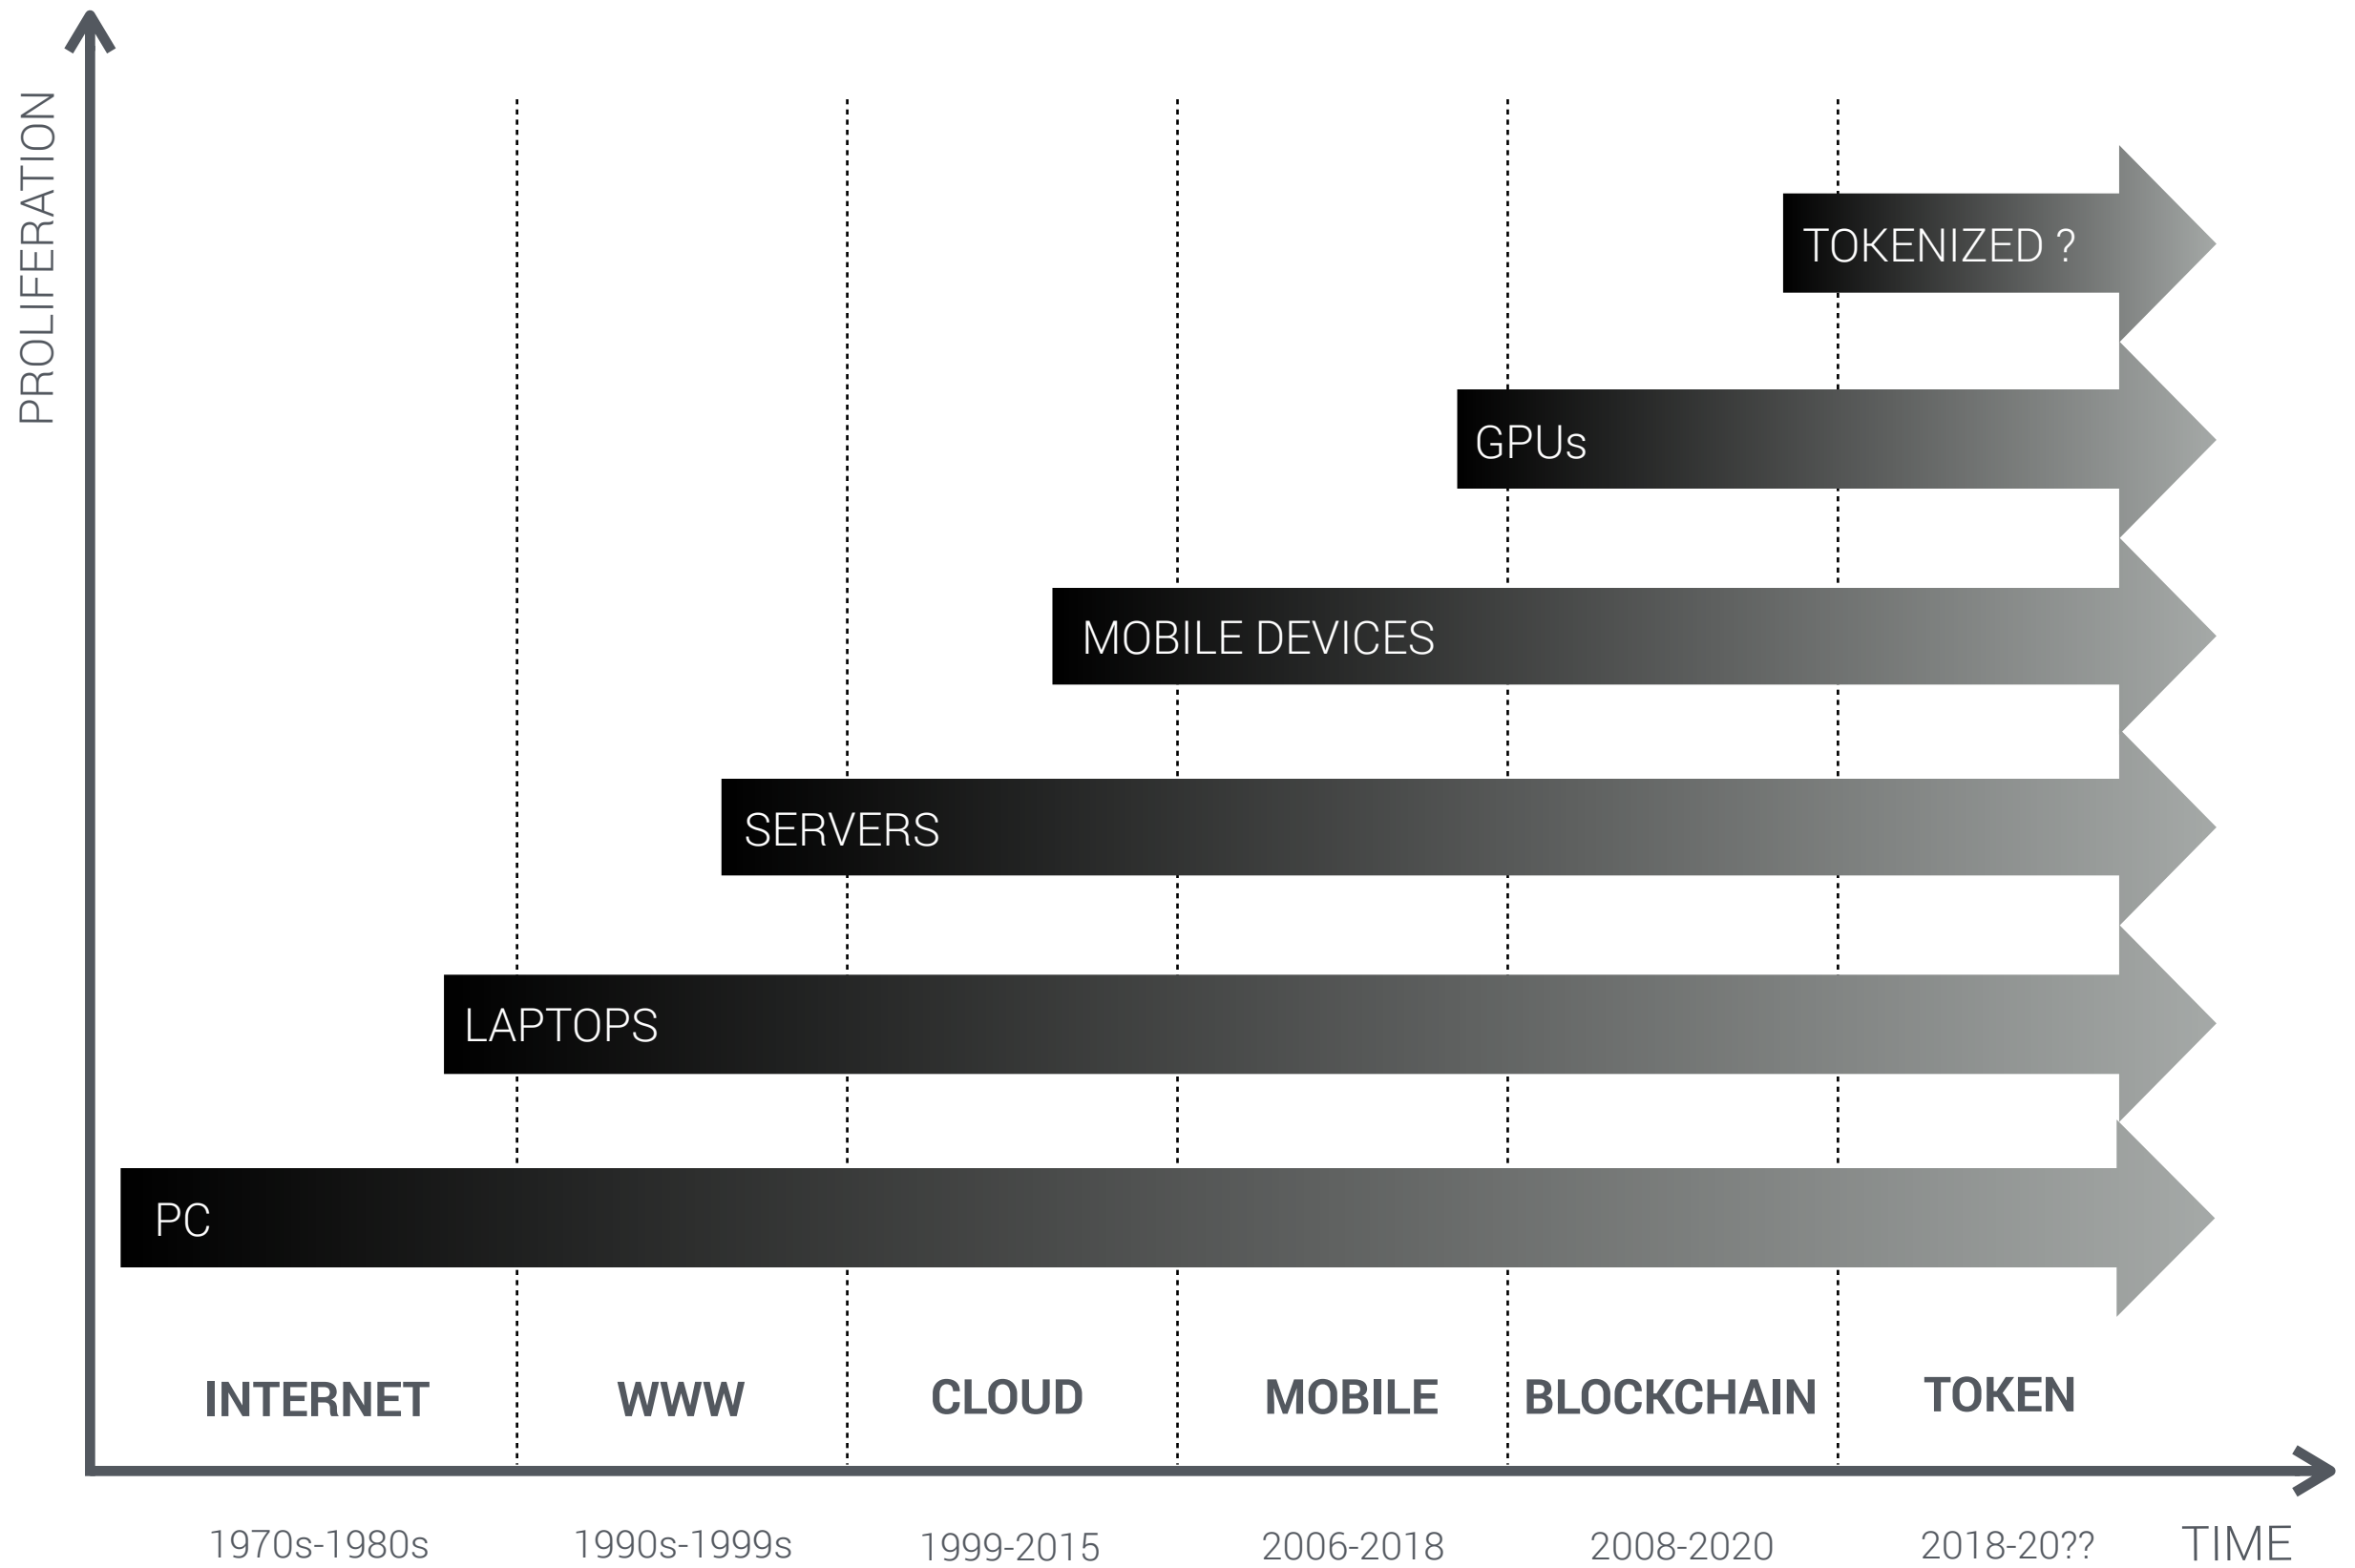 PROLIFERATION
TOKENIZED ?
GPUs
MOBILE DEVICES
SERVERS
LAPTOPS
PC
INTERNET
WWW
CLOUD
MOBILE
BLOCKCHAIN
TOKEN
1970s-1980s
1990s-1999s
1999-2015
2006-2018
2008-2020
2018-20??
TIME